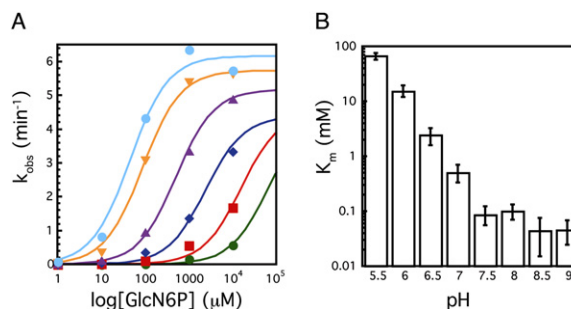 A
B
k_obs (min⁻¹)
7
6
5
4
3
2
1
0
1 10 100 1000 10⁴ 10⁵
log[GlcN6P] (μM)
K_m (mM)
100
10
1
0.1
0.01
5.5 6 6.5 7 7.5 8 8.5 9
pH